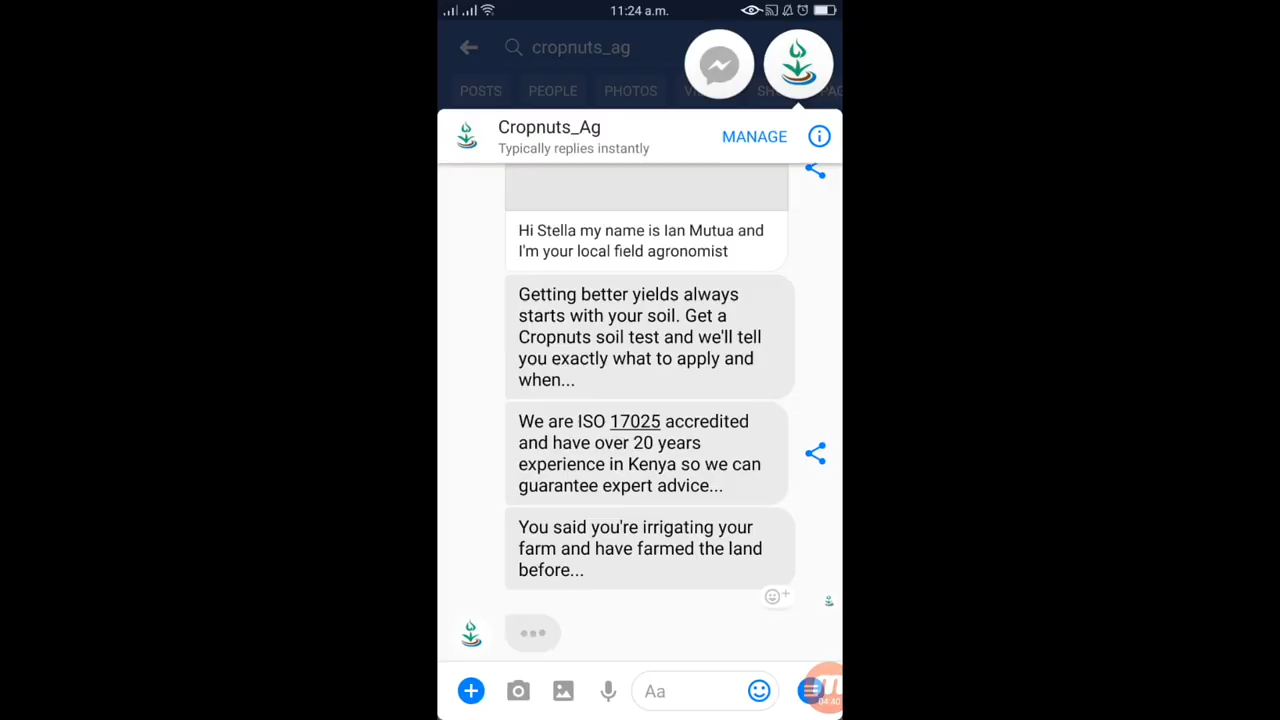 11:24 a.m.
cropnuts_ag
POSTS PEOPLE PHOTOS
Cropnuts_Ag
MANAGE
Typically replies instantly
Hi Stella my name is Ian Mutua and
I'm your local field agronomist
Getting better yields always
starts with your soil. Get a
Cropnuts soil test and we'll tell
you exactly what to apply and
when...
We are ISO 17025 accredited
and have over 20 years
experience in Kenya so we can
guarantee expert advice...
You said you're irrigating your
farm and have farmed the land
before...
Aa
04:40